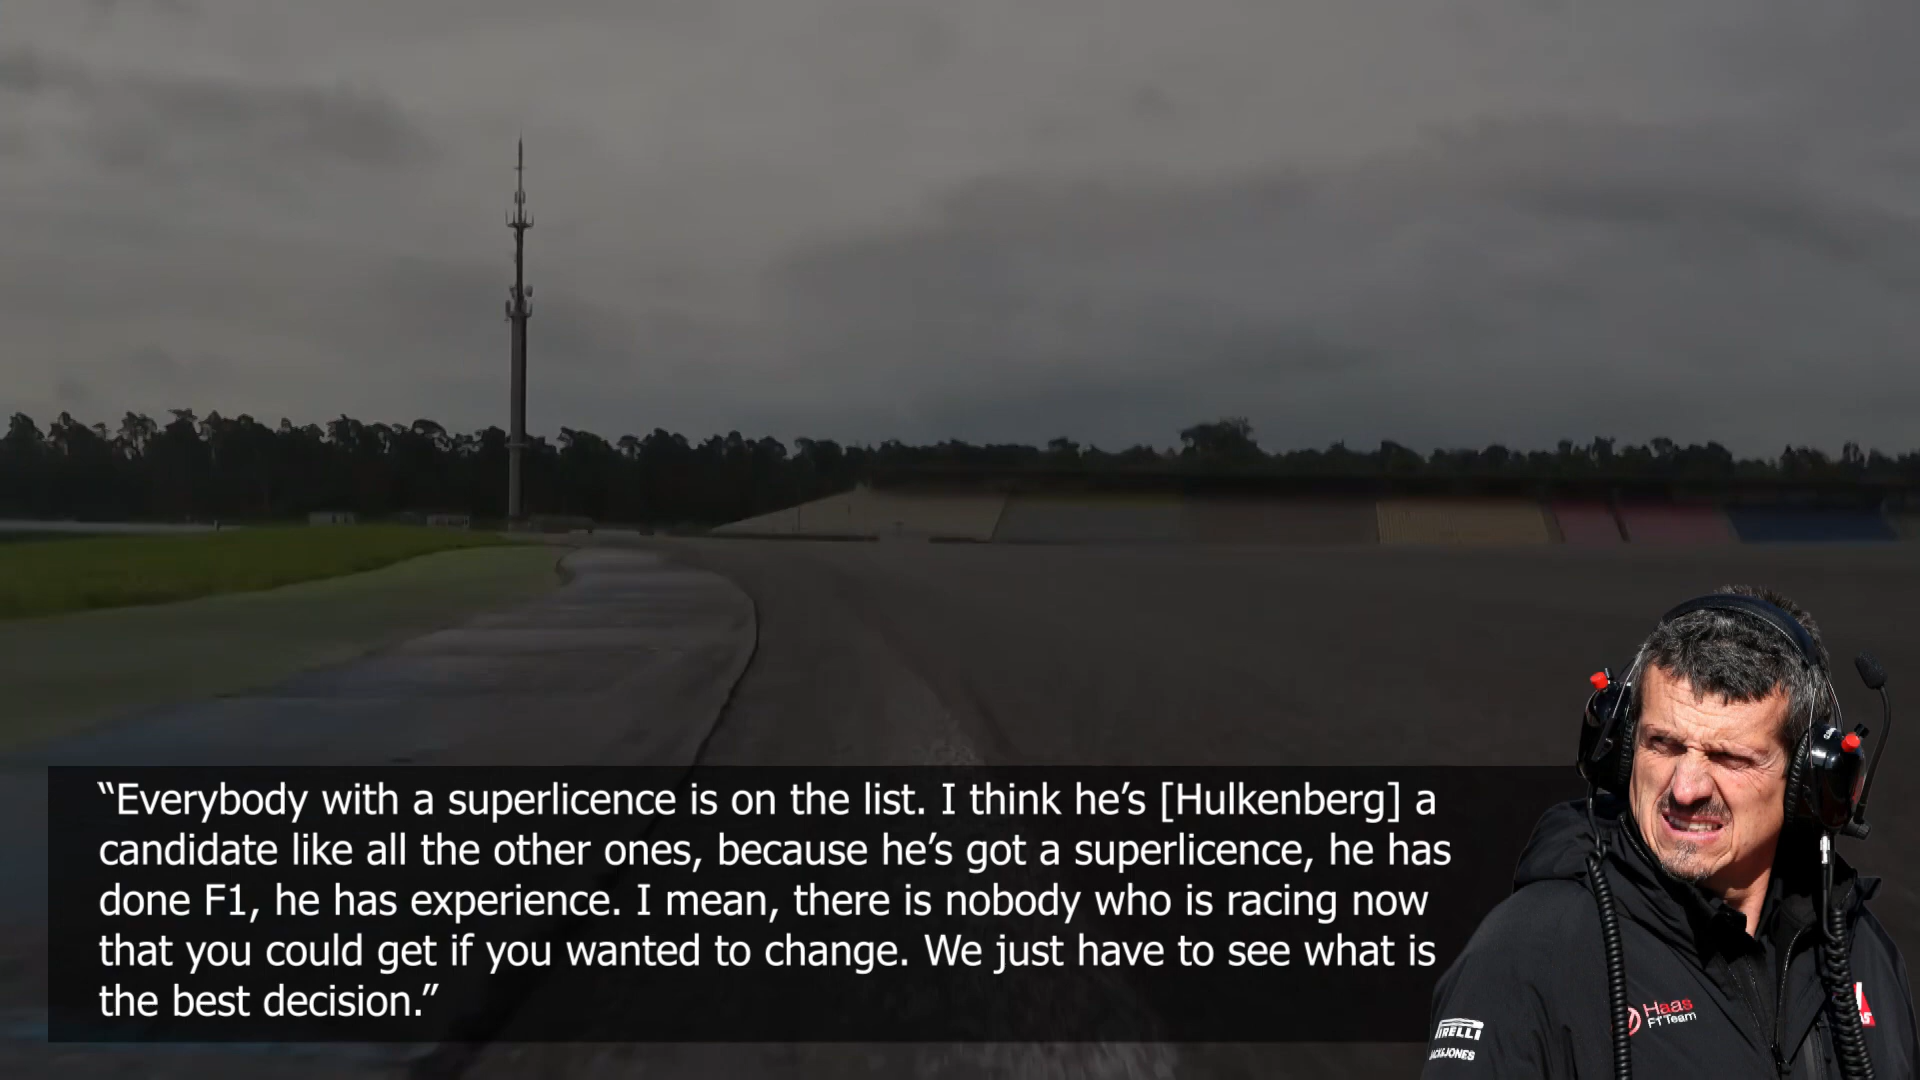 “Everybody with a superlicence is on the list. I think he’s [Hulkenberg] a
candidate like all the other ones, because he’s got a superlicence, he has
done F1, he has experience. I mean, there is nobody who is racing now
that you could get if you wanted to change. We just have to see what is
the best decision.”
Haas
F1 Team
PIRELLI
JACK&JONES